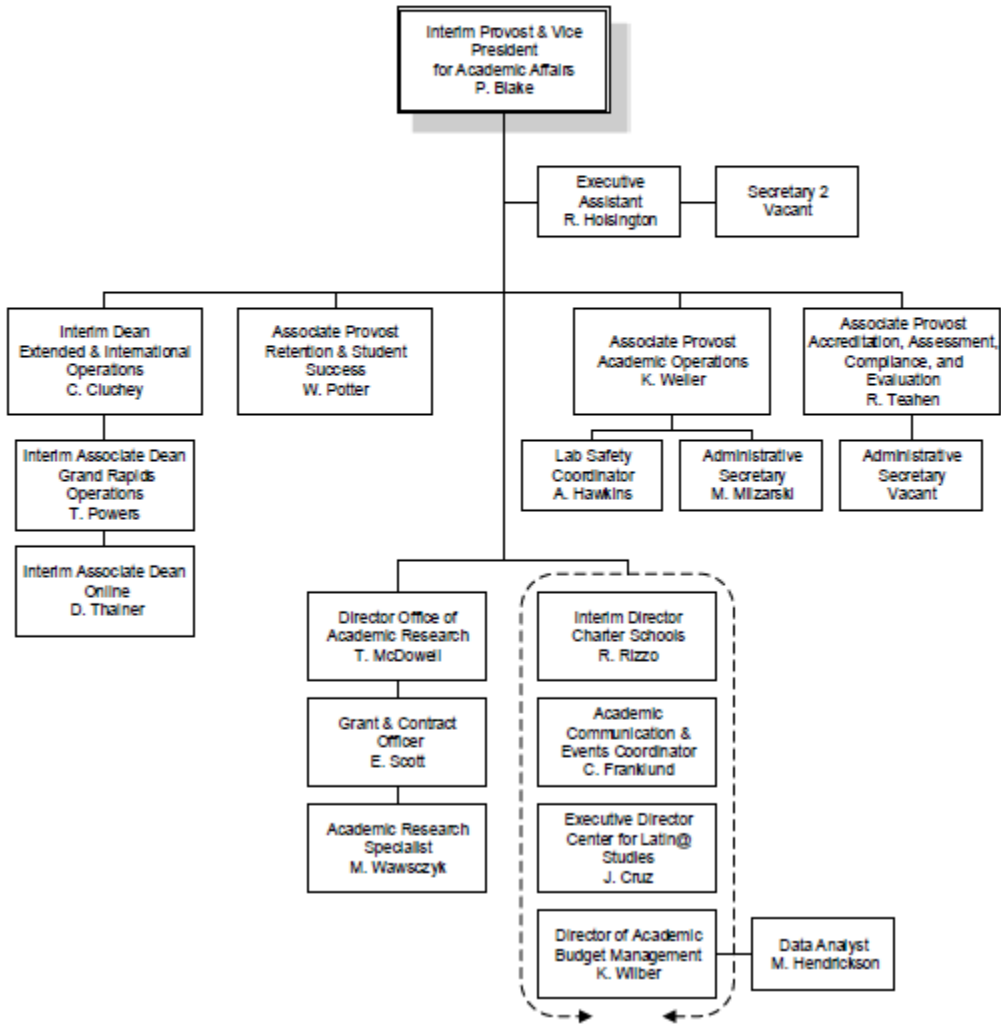 Interim Provost & Vice
President
for Academic Affairs
P. Blake
Executive
Assistant
R. Hoisington
Secretary 2
Vacant
Interim Dean
Extended & International
Operations
C. Cluchey
Associate Provost
Retention & Student
Success
W. Potter
Associate Provost
Academic Operations
K. Weller
Associate Provost
Accreditation, Assessment,
Compliance, and
Evaluation
R. Teahen
Interim Associate Dean
Grand Rapids
Operations
T. Powers
Lab Safety
Coordinator
A. Hawkins
Administrative
Secretary
M. Milzarski
Administrative
Secretary
Vacant
Interim Associate Dean
Online
D. Thalner
Director Office of
Academic Research
T. McDowell
Interim Director
Charter Schools
R. Rizzo
Grant & Contract
Officer
E. Scott
Academic
Communication &
Events Coordinator
C. Franklund
Academic Research
Specialist
M. Wawsczyk
Executive Director
Center for Latin@
Studies
J. Cruz
Director of Academic
Budget Management
K. Wilber
Data Analyst
M. Hendrickson